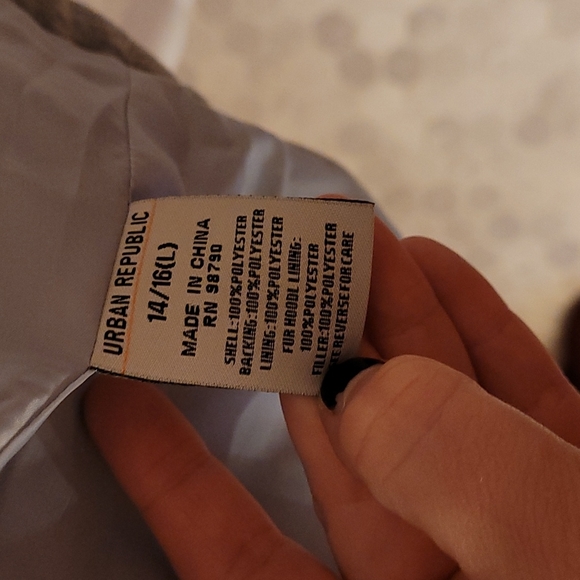 URBAN REPUBLIC
14/16(L)
MADE IN CHINA
RN 98790
SHELL:100%POLYESTER
BACKING:100%POLYESTER
LINING:100%POLYESTER
FUR HOODL LINING:
100%POLYESTER
FILLER:100%POLYESTER
REVERSE FOR CARE